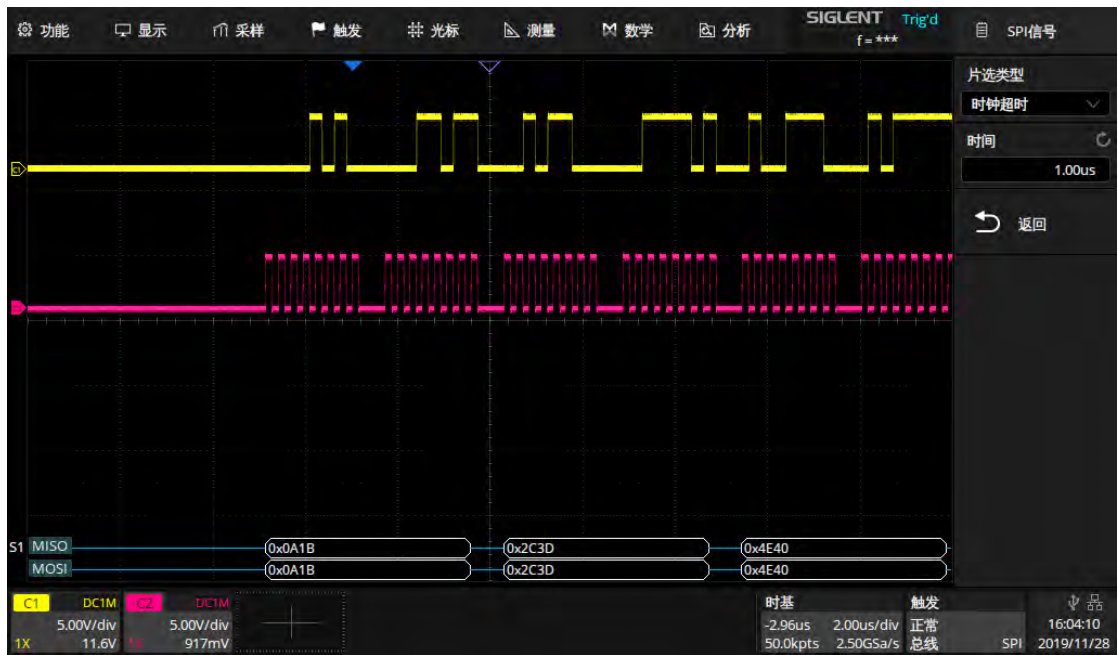 功能 显示 采样 触发 光标 测量 数学 分析 SIGLENT Trig'd f = *** SPI信号
片选类型
时钟超时
时间
1.00us
返回
C1
S1 MISO 0x0A1B 0x2C3D 0x4E40
MOSI 0x0A1B 0x2C3D 0x4E40
C1 DC1M C2 DC1M 时基 触发
5.00V/div 5.00V/div -2.96us 2.00us/div 正常 16:04:10
1X 11.6V 1X 917mV 50.0kpts 2.50GSa/s 总线 SPI 2019/11/28